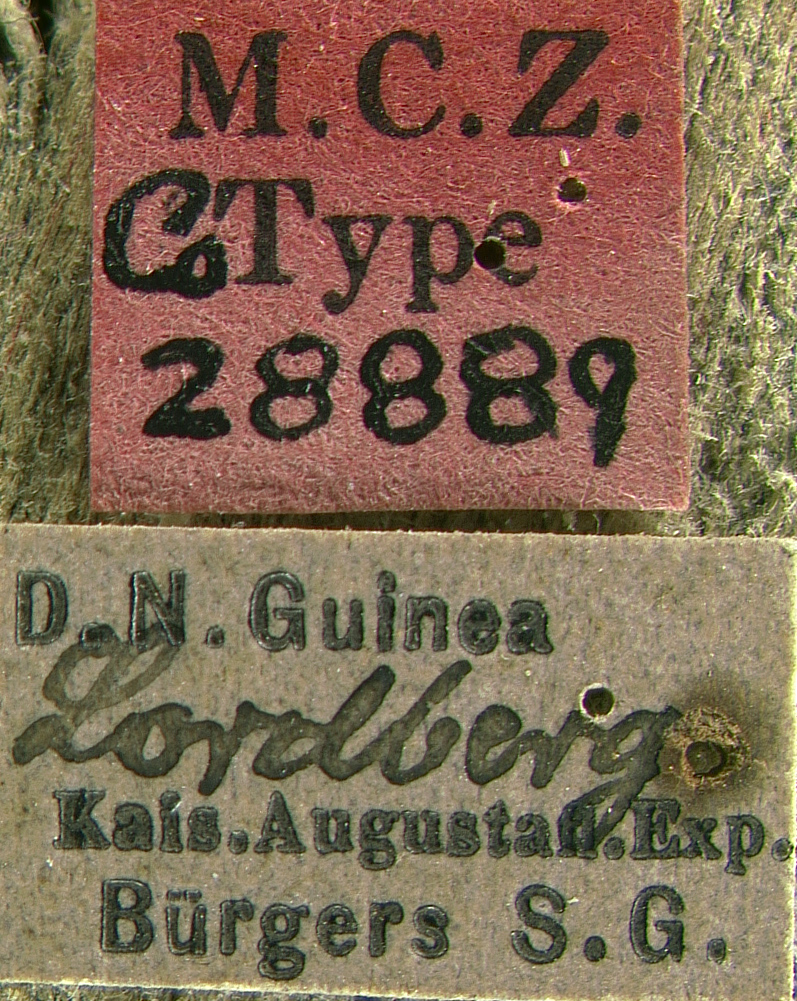 M.C.Z.
CoType
28889
D.N.Guinea
Lordberg
Kais.Augustafl.Exp.
Bürgers S.G.